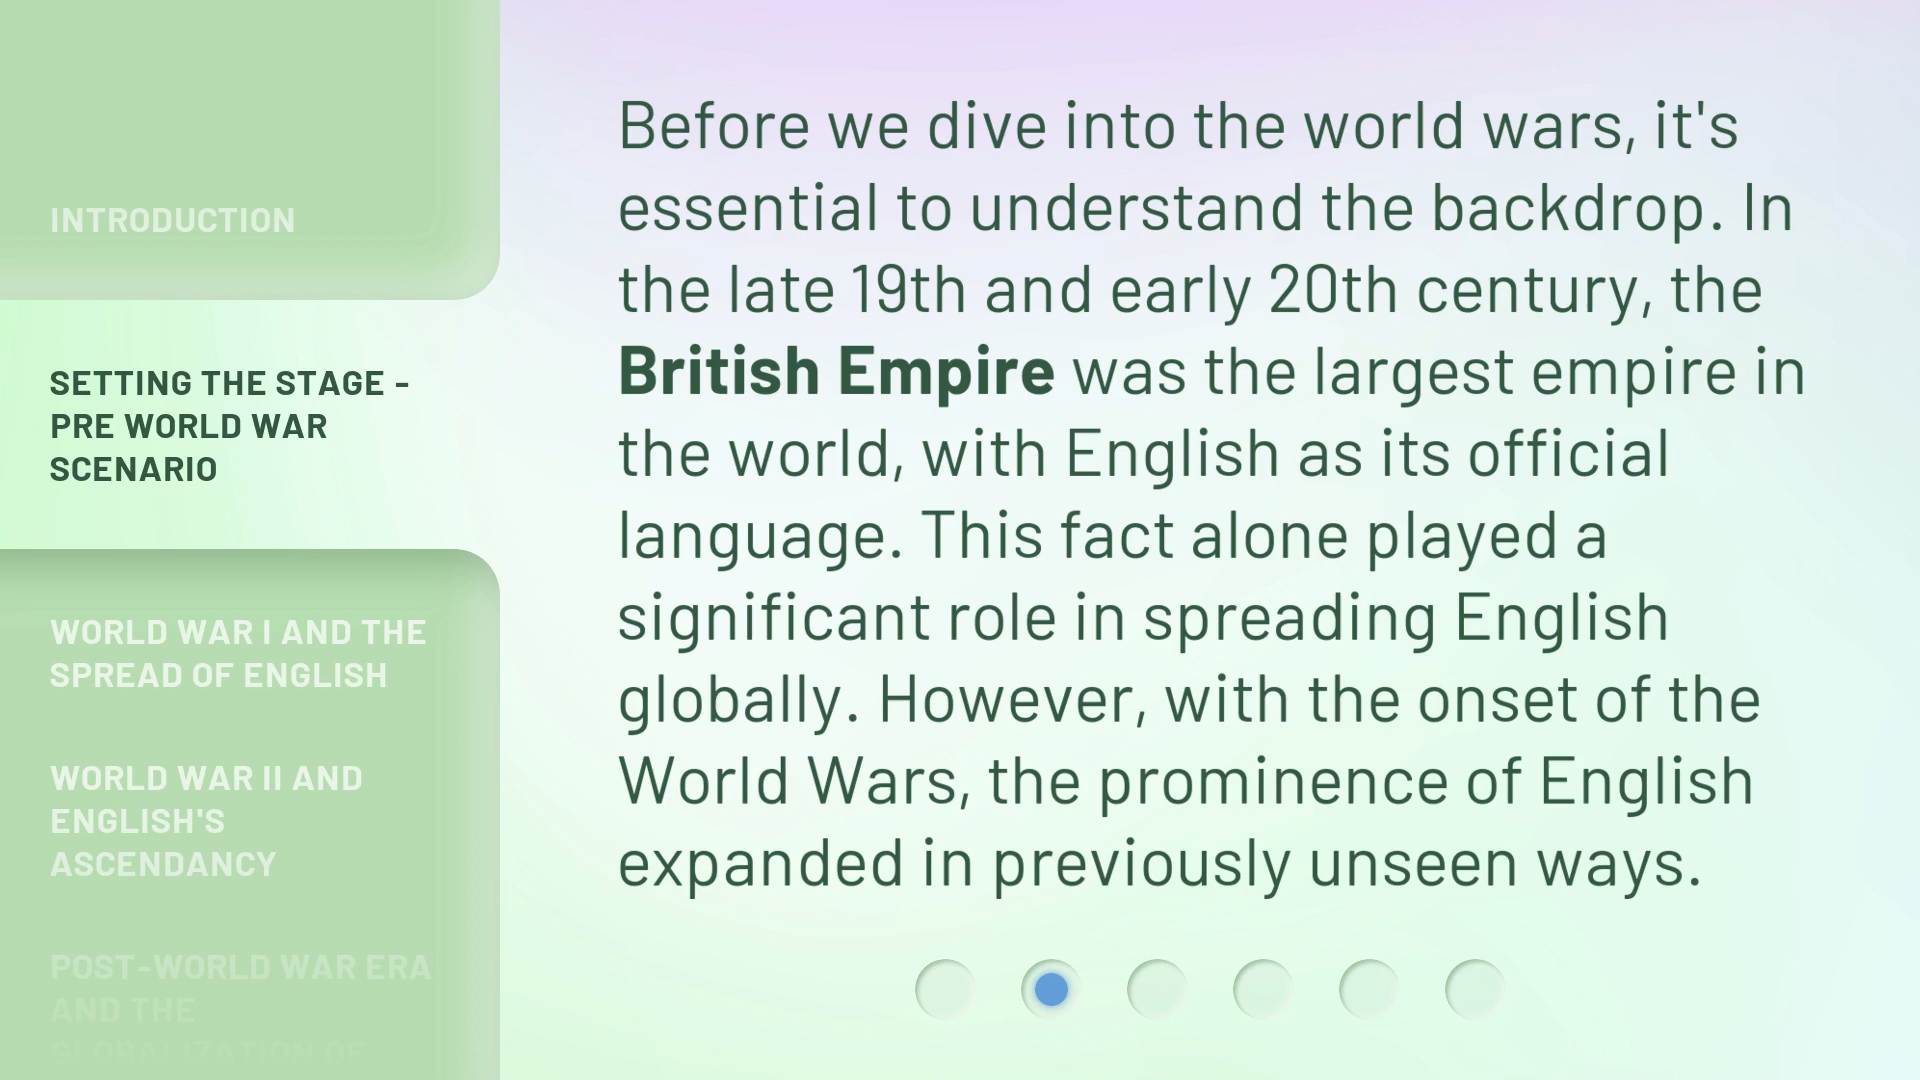 INTRODUCTION
SETTING THE STAGE -
PRE WORLD WAR
SCENARIO
WORLD WAR I AND THE
SPREAD OF ENGLISH
WORLD WAR II AND
ENGLISH'S
ASCENDANCY
POST-WORLD WAR ERA
AND THE
GLOBALIZATION OF
Before we dive into the world wars, it's
essential to understand the backdrop. In
the late 19th and early 20th century, the
British Empire was the largest empire in
the world, with English as its official
language. This fact alone played a
significant role in spreading English
globally. However, with the onset of the
World Wars, the prominence of English
expanded in previously unseen ways.